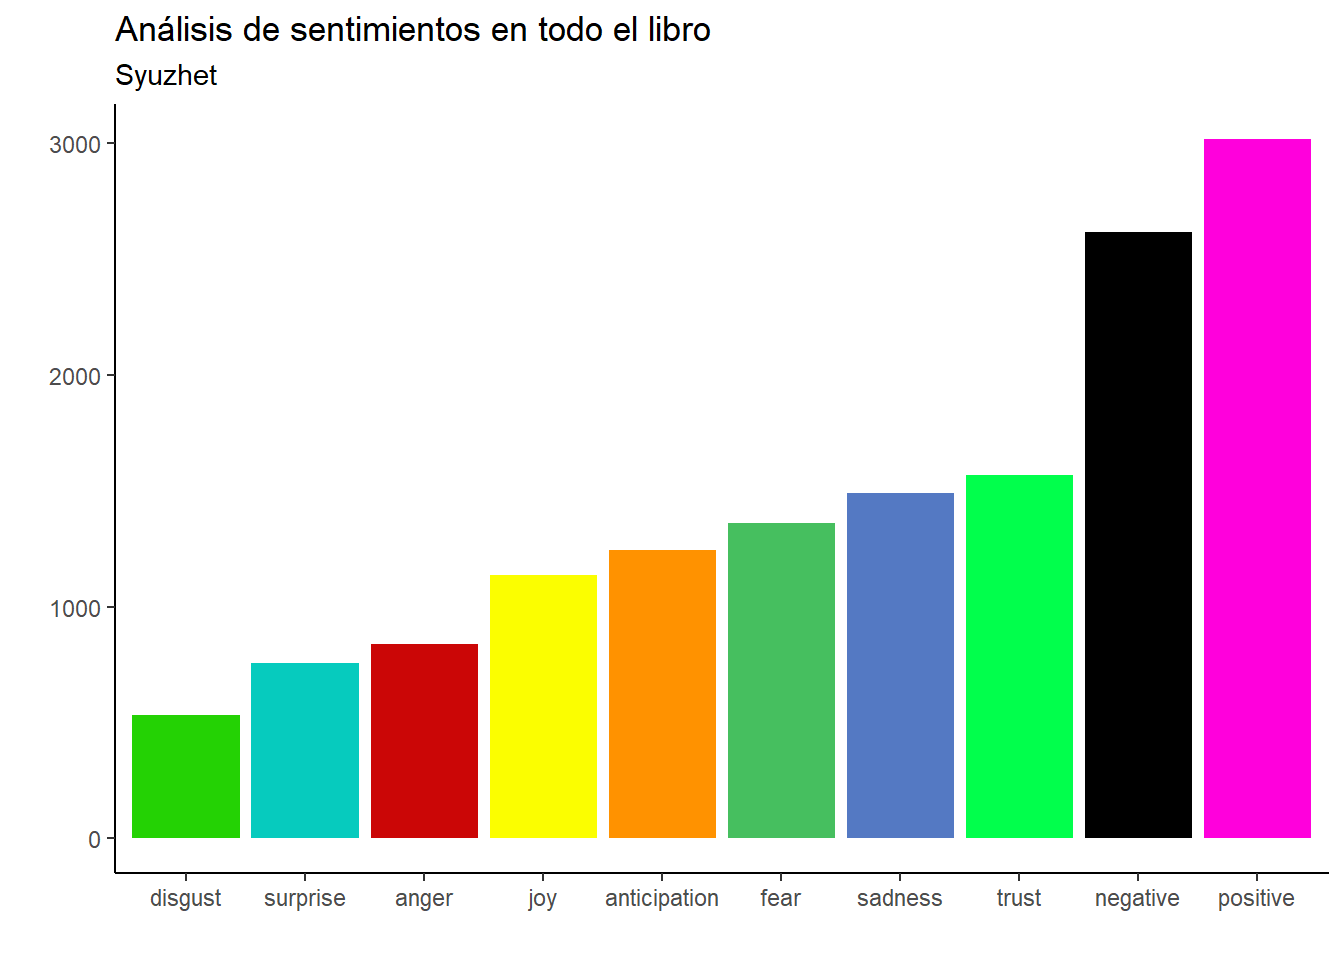 Análisis de sentimientos en todo el libro
Syuzhet
3000
2000
1000
0
disgust surprise anger joy anticipation fear sadness trust negative positive